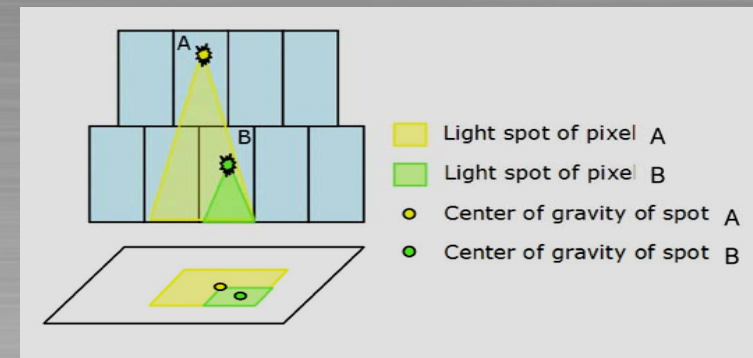 A
B
Light spot of pixel A
Light spot of pixel B
Center of gravity of spot A
Center of gravity of spot B